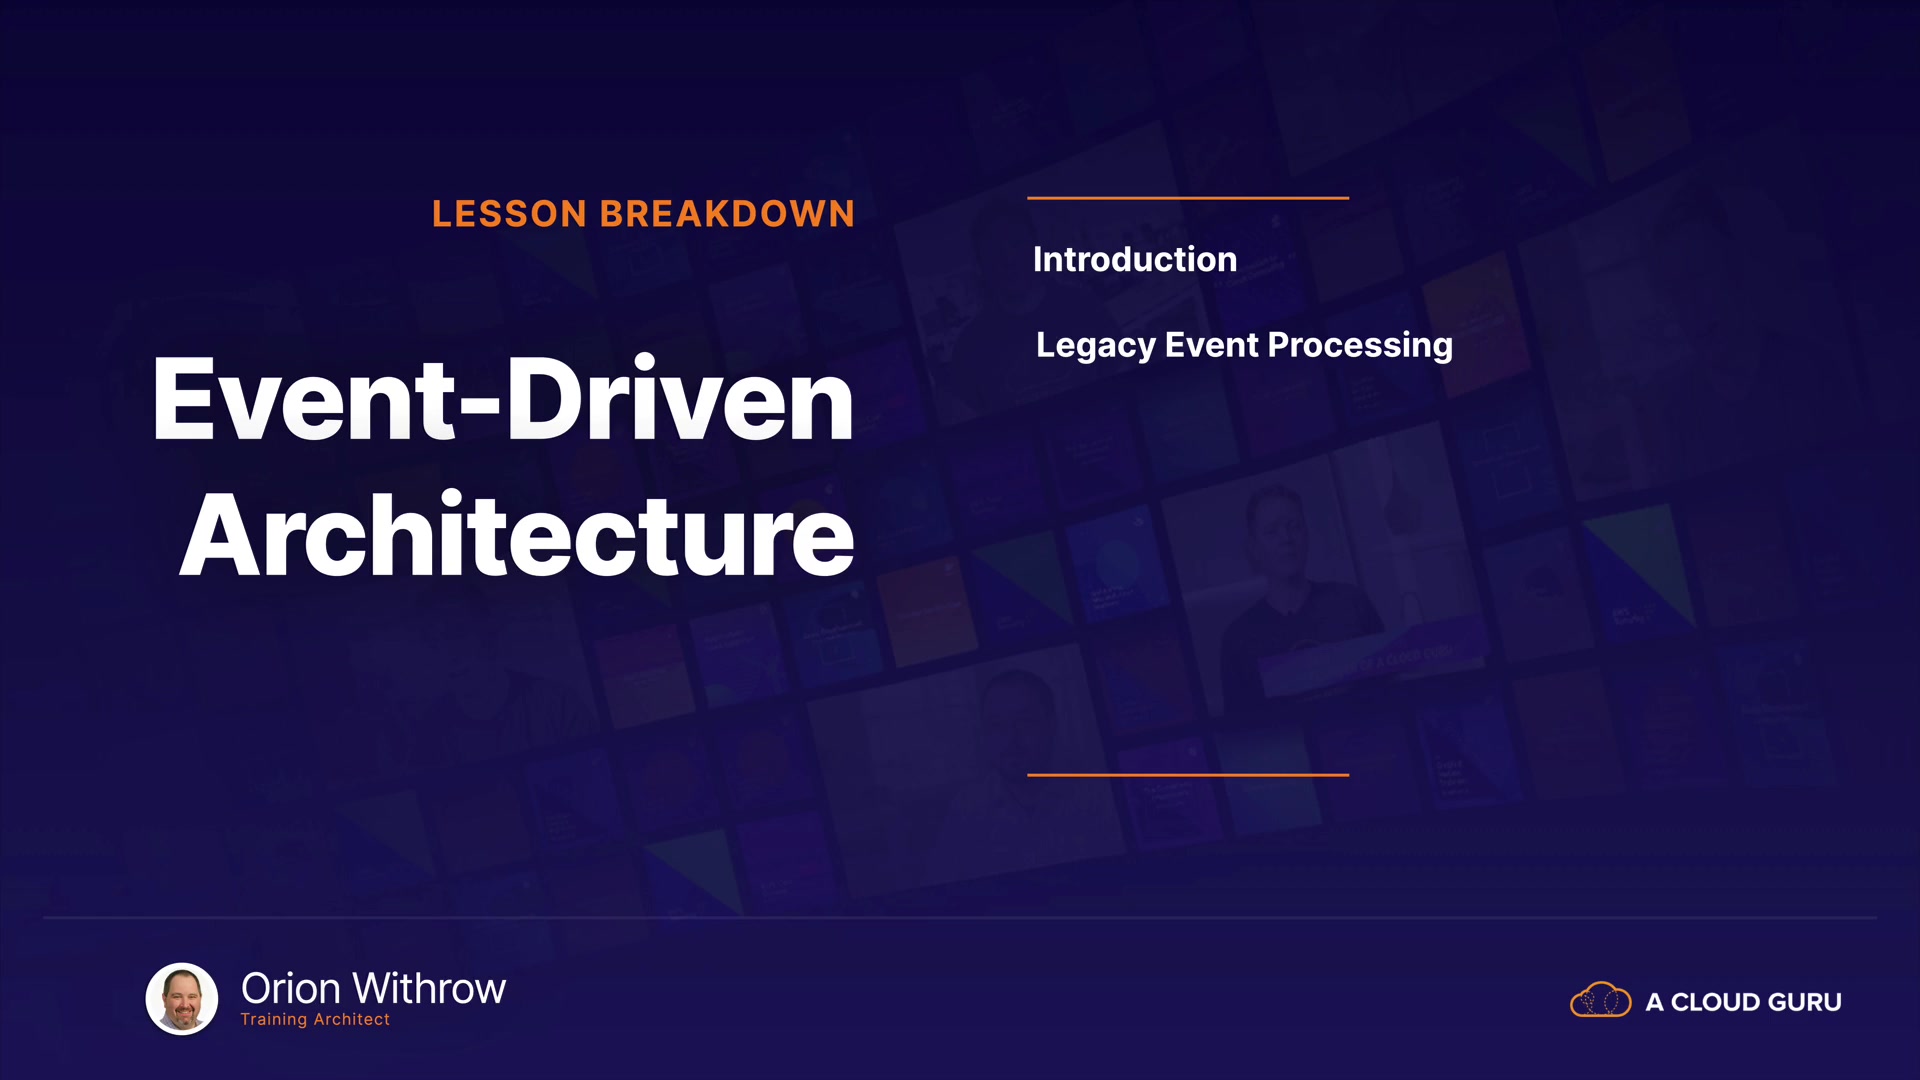 LESSON BREAKDOWN
Event-Driven
Architecture
Introduction
Legacy Event Processing
Orion Withrow
Training Architect
A CLOUD GURU